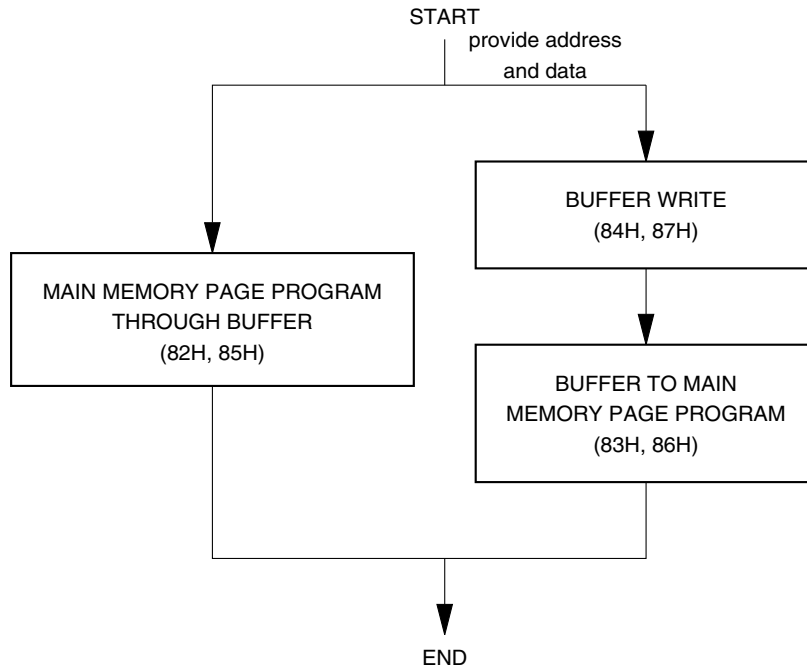 START
provide address
and data
BUFFER WRITE
(84H, 87H)
MAIN MEMORY PAGE PROGRAM
THROUGH BUFFER
(82H, 85H)
BUFFER TO MAIN
MEMORY PAGE PROGRAM
(83H, 86H)
END